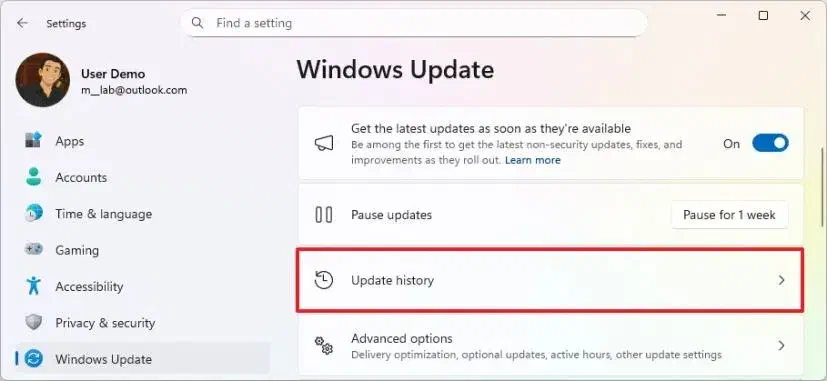 Settings
Find a setting
User Demo
m__lab@outlook.com
Apps
Accounts
Time & language
Gaming
Accessibility
Privacy & security
Windows Update
Windows Update
Get the latest updates as soon as they're available
Be among the first to get the latest non-security updates, fixes, and
improvements as they roll out. Learn more
On
Pause updates
Pause for 1 week
Update history
Advanced options
Delivery optimization, optional updates, active hours, other update settings